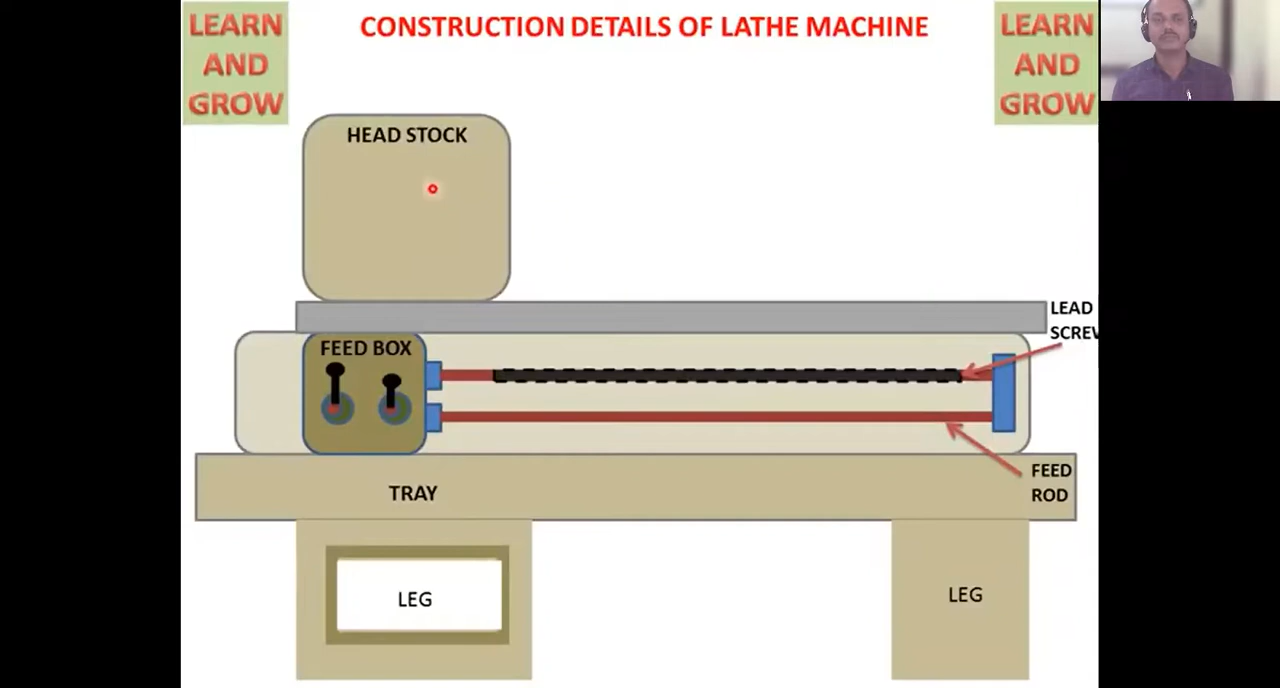 LEARN
AND
GROW
CONSTRUCTION DETAILS OF LATHE MACHINE
LEARN
AND
GROW
HEAD STOCK
LEAD
SCREW
FEED BOX
FEED
ROD
TRAY
LEG
LEG